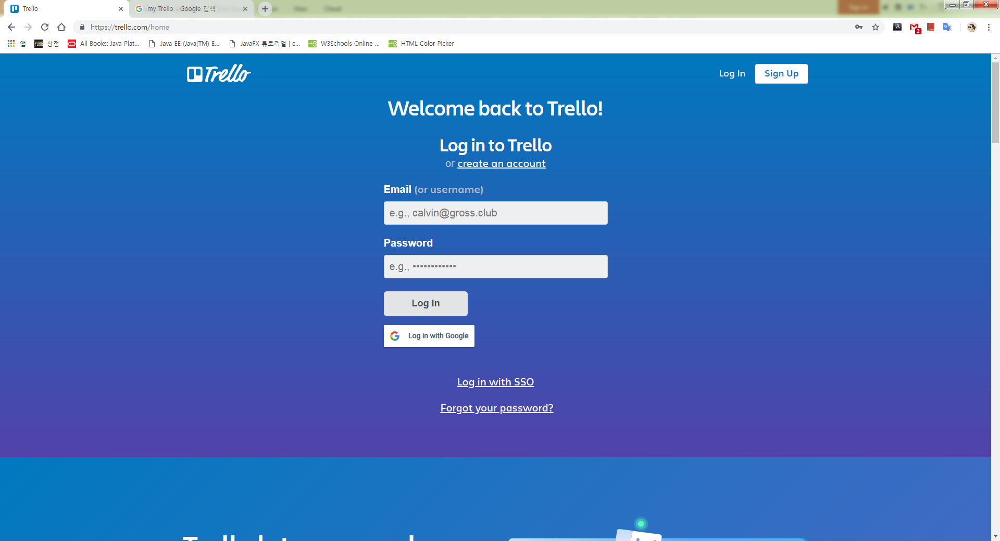 Trello
my Trello - Google 검색
https://trello.com/home
2
앱
PUBG 상점
All Books: Java Plat...
Java EE (Java(TM) E...
JavaFX 튜토리얼 | c...
W3Schools Online ...
HTML Color Picker
Trello
Log In
Sign Up
Welcome back to Trello!
Log in to Trello
or create an account
Email (or username)
e.g., calvin@gross.club
Password
e.g., ••••••••••••
Log In
Log in with Google
Log in with SSO
Forgot your password?